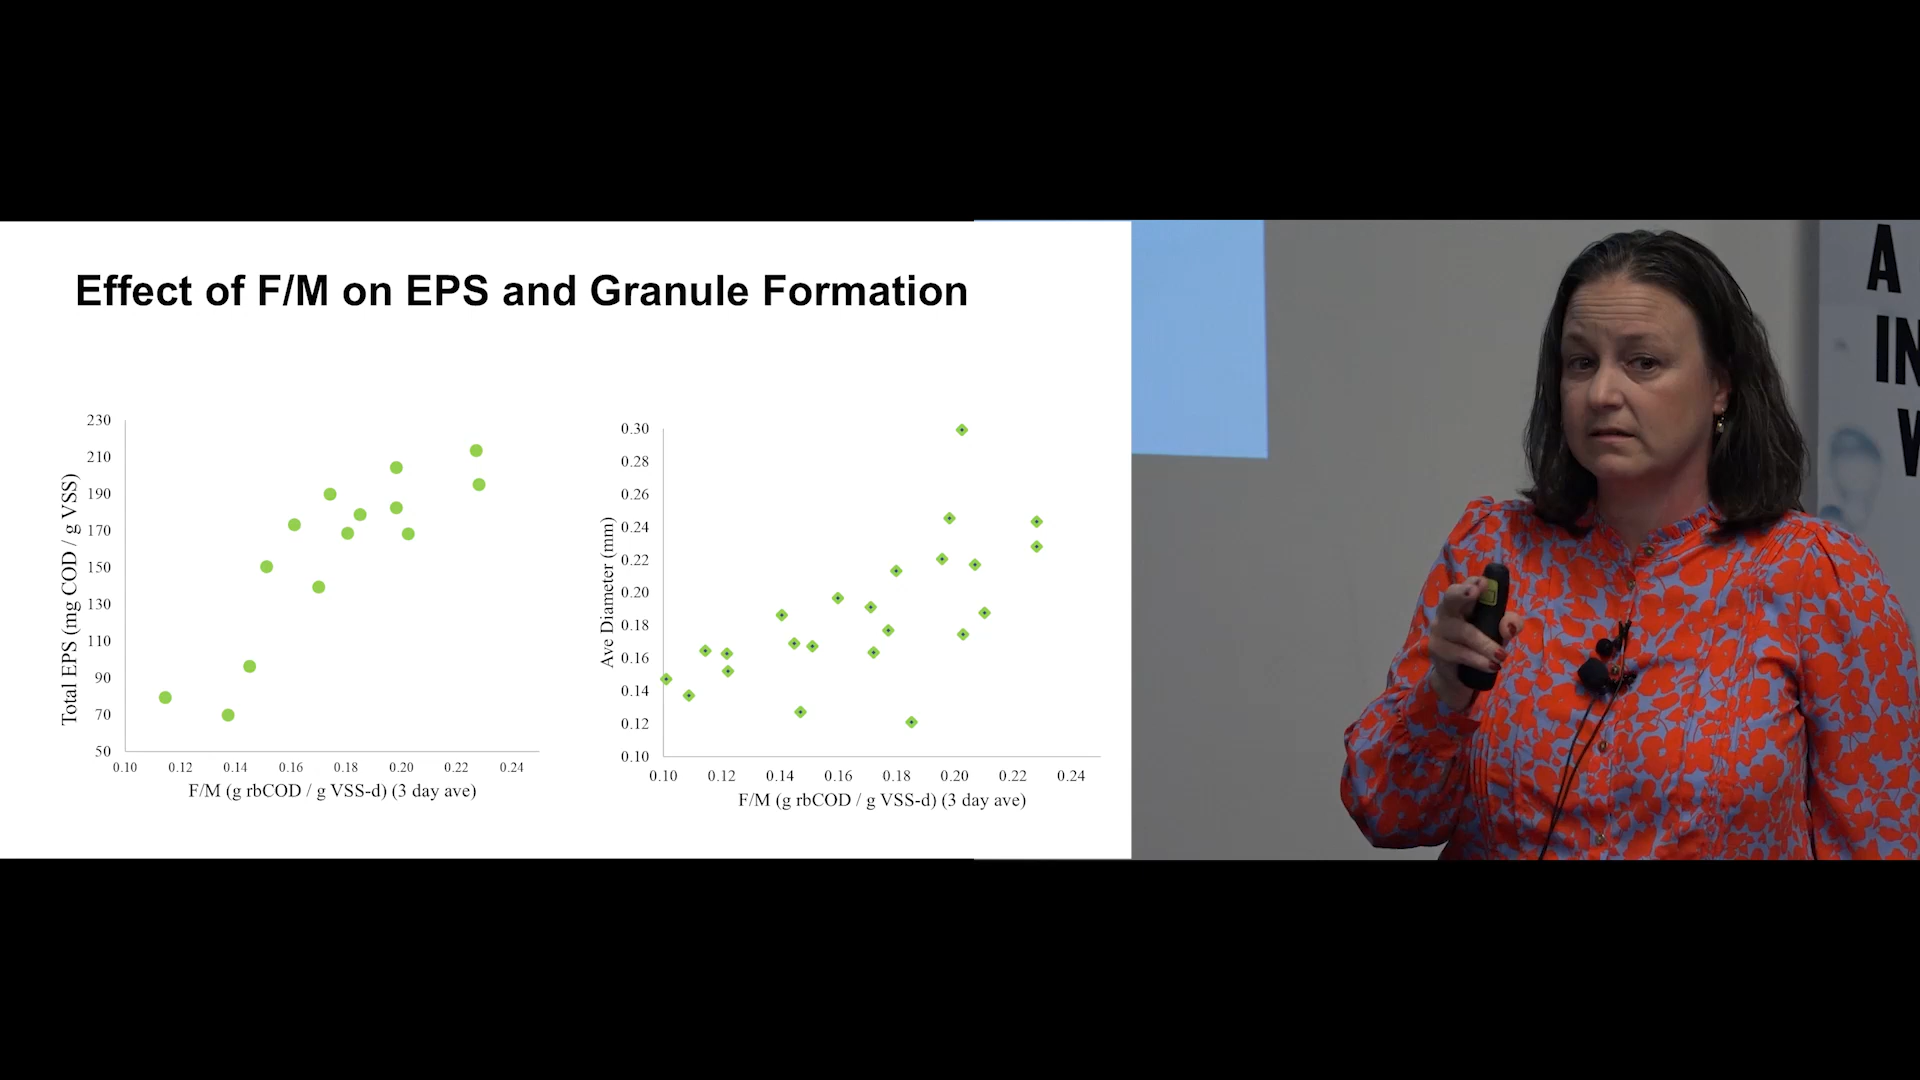 Effect of F/M on EPS and Granule Formation
230
210
190
170
150
130
110
90
70
50
Total EPS (mg COD / g VSS)
0.10 0.12 0.14 0.16 0.18 0.20 0.22 0.24
F/M (g rbCOD / g VSS-d) (3 day ave)
0.30
0.28
0.26
0.24
0.22
0.20
0.18
0.16
0.14
0.12
0.10
Ave Diameter (mm)
0.10 0.12 0.14 0.16 0.18 0.20 0.22 0.24
F/M (g rbCOD / g VSS-d) (3 day ave)
A
IN